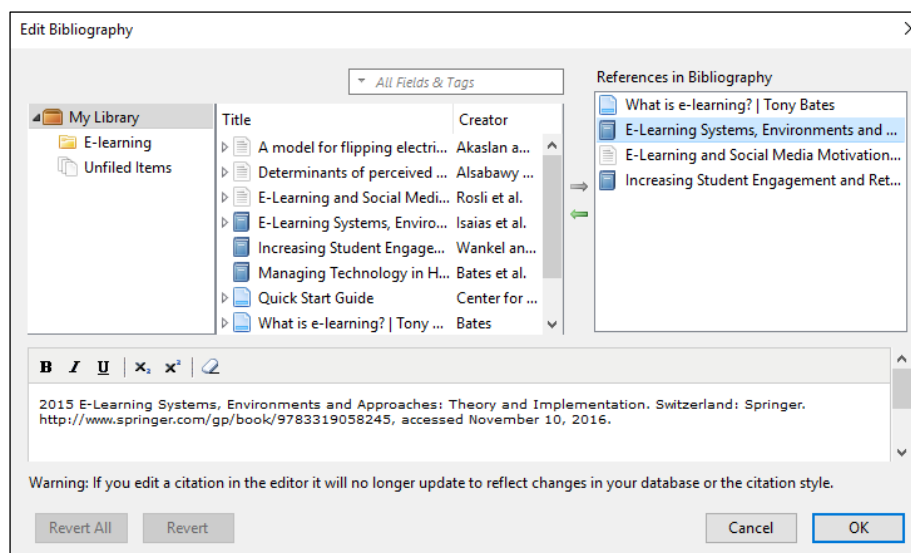 Edit Bibliography
All Fields & Tags
References in Bibliography
My Library
E-learning
Unfiled Items
Title Creator
A model for flipping electri... Akaslan a...
Determinants of perceived ... Alsabawy ...
E-Learning and Social Medi... Rosli et al.
E-Learning Systems, Enviro... Isaias et al.
Increasing Student Engage... Wankel an...
Managing Technology in H... Bates et al.
Quick Start Guide Center for ...
What is e-learning? | Tony ... Bates
What is e-learning? | Tony Bates
E-Learning Systems, Environments and ...
E-Learning and Social Media Motivation...
Increasing Student Engagement and Ret...
B I U x₂ x²
2015 E-Learning Systems, Environments and Approaches: Theory and Implementation. Switzerland: Springer.
http://www.springer.com/gp/book/9783319058245, accessed November 10, 2016.
Warning: If you edit a citation in the editor it will no longer update to reflect changes in your database or the citation style.
Revert All Revert Cancel OK